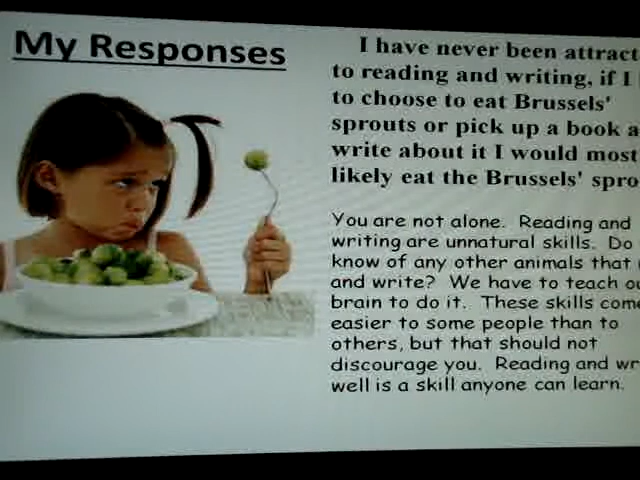 My Responses
I have never been attract
to reading and writing, if I
to choose to eat Brussels'
sprouts or pick up a book a
write about it I would most
likely eat the Brussels' spro
You are not alone. Reading and
writing are unnatural skills. Do
know of any other animals that
and write? We have to teach ou
brain to do it. These skills come
easier to some people than to
others, but that should not
discourage you. Reading and wr
well is a skill anyone can learn.